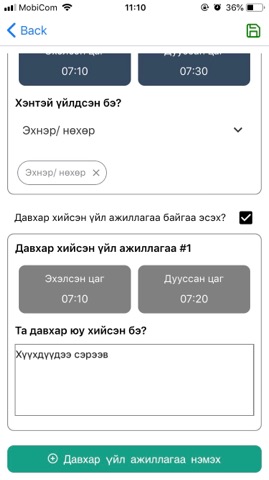 MobiCom 11:10 36%
Back
Эхэлсэн цаг Дууссан цаг
07:10 07:30
Хэнтэй үйлдсэн бэ?
Эхнэр/ нөхөр
Эхнэр/ нөхөр ×
Давхар хийсэн үйл ажиллагаа байгаа эсэх?
Давхар хийсэн үйл ажиллагаа #1
Эхэлсэн цаг Дууссан цаг
07:10 07:20
Та давхар юу хийсэн бэ?
Хүүхдүүдээ сэрээв
Давхар үйл ажиллагаа нэмэх